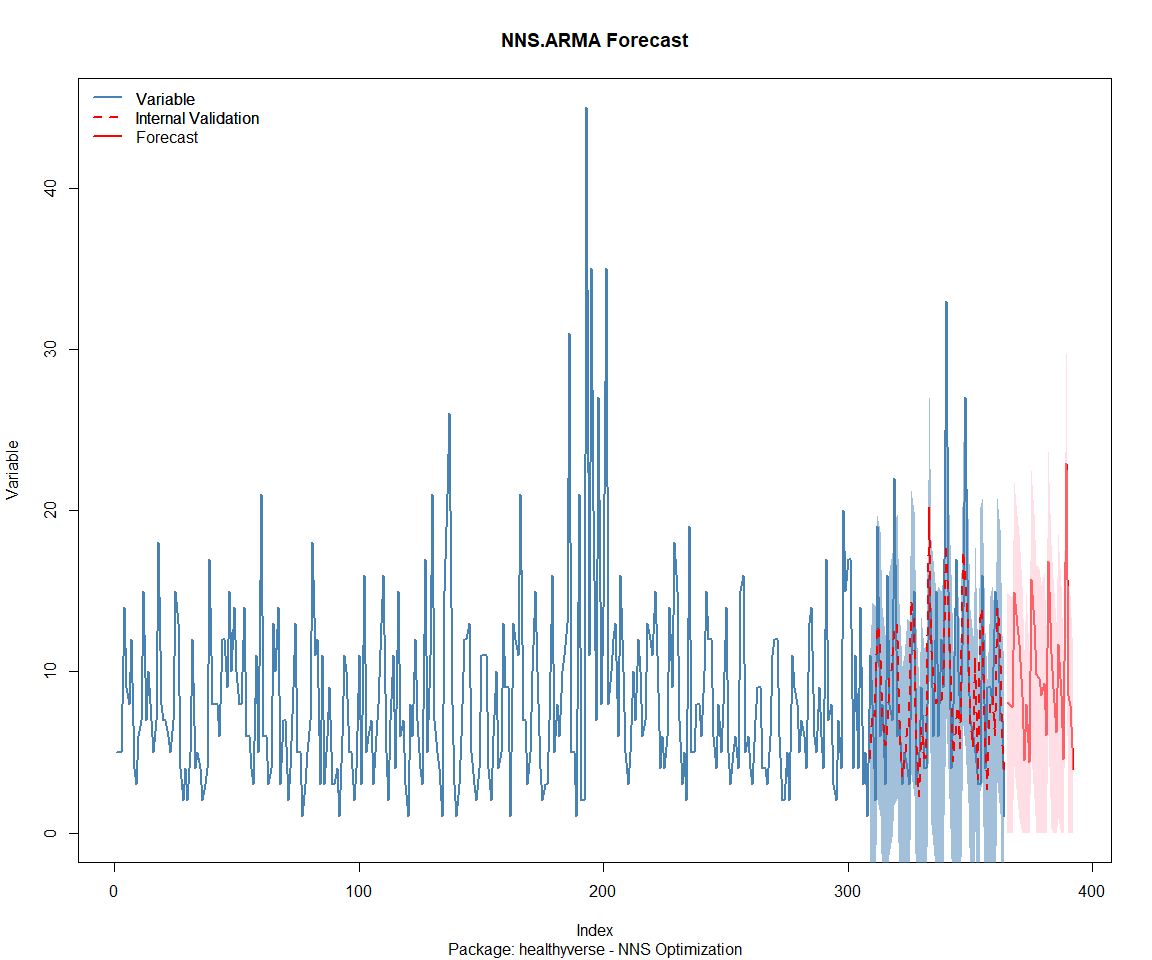 NNS.ARMA Forecast
Variable
Internal Validation
Forecast
Variable
40
30
20
10
0
0 100 200 300 400
Index
Package: healthyverse - NNS Optimization